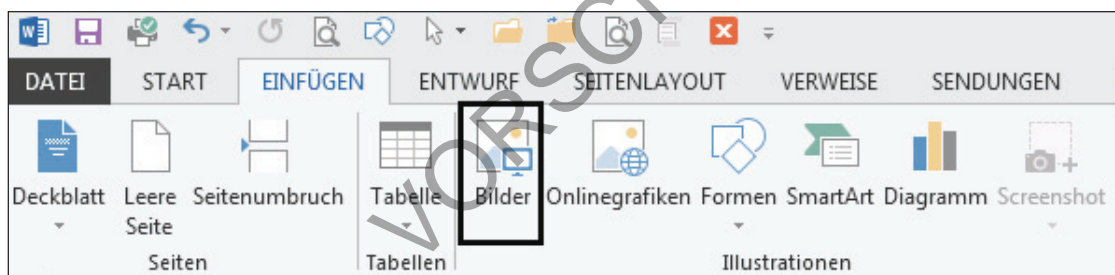 DATEI START EINFÜGEN ENTWURF SEITENLAYOUT VERWEISE SENDUNGEN
Deckblatt Leere Seite Seitenumbruch Tabelle Bilder Onlinegrafiken Formen SmartArt Diagramm Screenshot
Seiten Tabellen Illustrationen